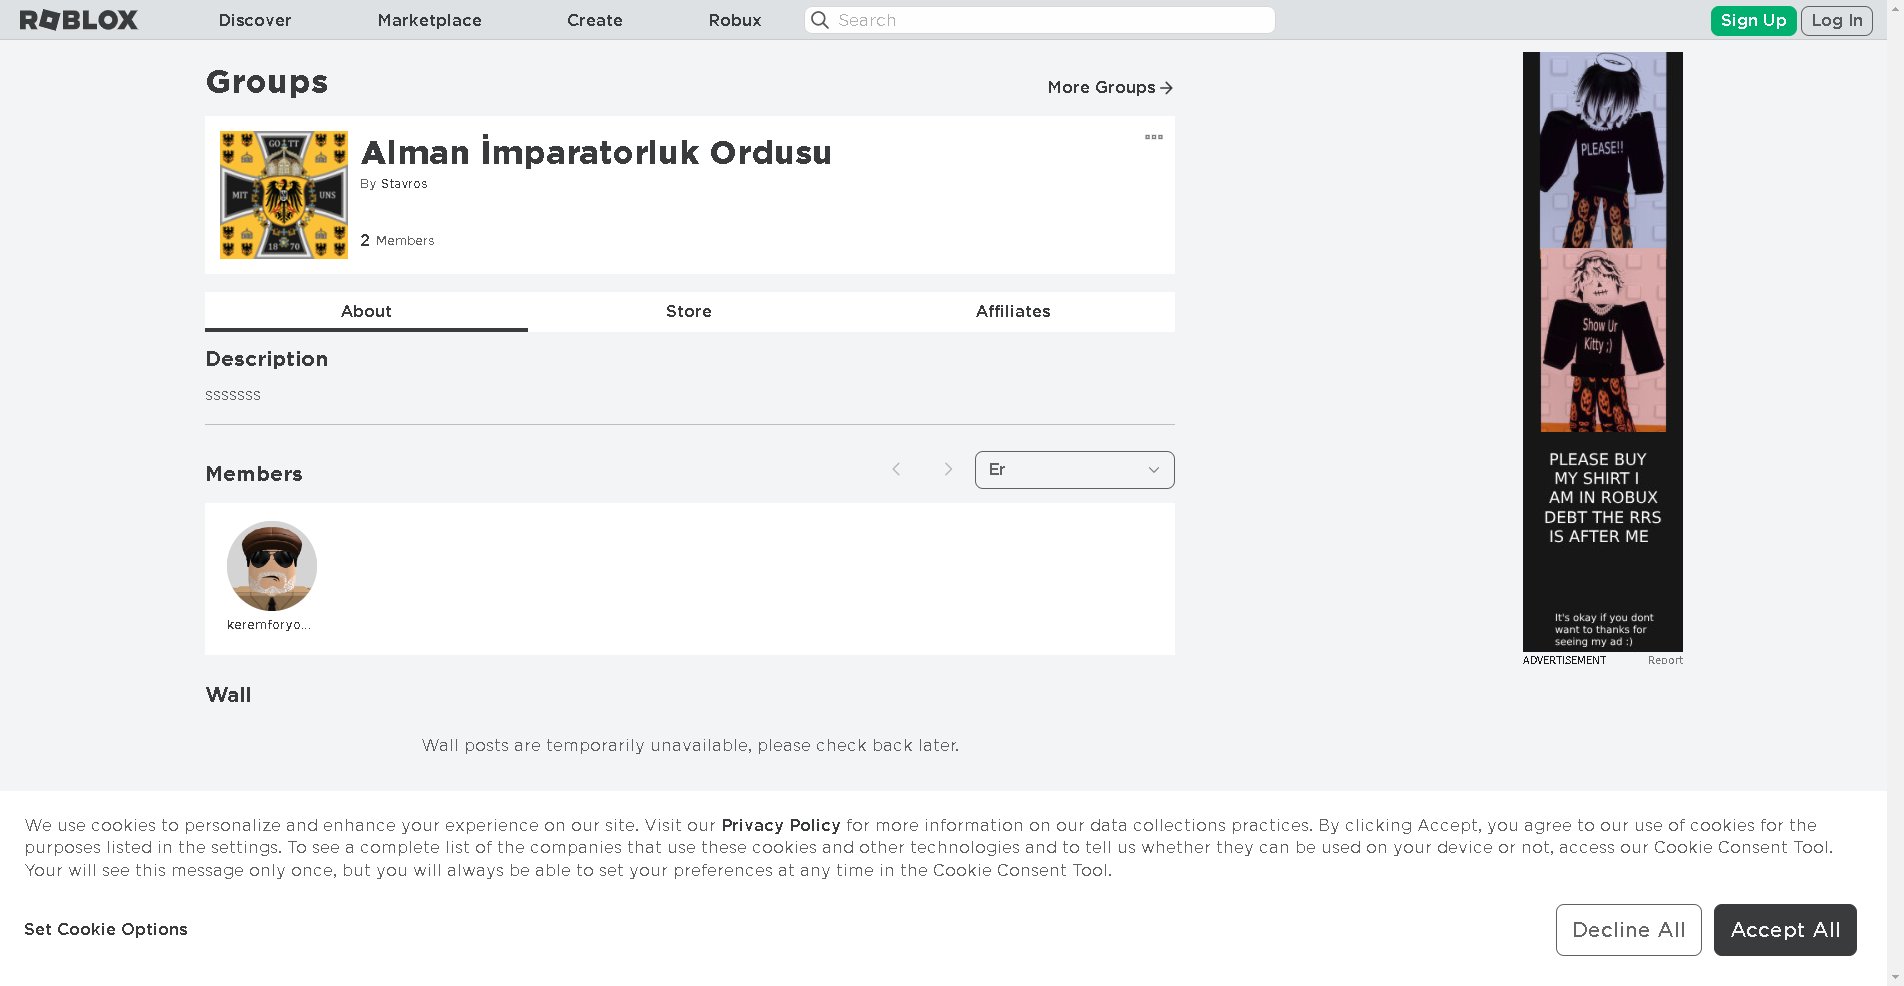 ROBLOX
Discover
Marketplace
Create
Robux
Search
Sign Up
Log In
Groups
More Groups
GOTT
MIT
UNS
18 70
Alman İmparatorluk Ordusu
By Stavros
2 Members
About
Store
Affiliates
Description
sssssss
Members
Er
keremforyo...
Wall
Wall posts are temporarily unavailable, please check back later.
PLEASE!!
Show Ur
Kitty ;)
PLEASE BUY
MY SHIRT I
AM IN ROBUX
DEBT THE RRS
IS AFTER ME
It's okay if you dont
want to thanks for
seeing my ad :)
ADVERTISEMENT
Report
We use cookies to personalize and enhance your experience on our site. Visit our Privacy Policy for more information on our data collections practices. By clicking Accept, you agree to our use of cookies for the
purposes listed in the settings. To see a complete list of the companies that use these cookies and other technologies and to tell us whether they can be used on your device or not, access our Cookie Consent Tool.
Your will see this message only once, but you will always be able to set your preferences at any time in the Cookie Consent Tool.
Set Cookie Options
Decline All
Accept All